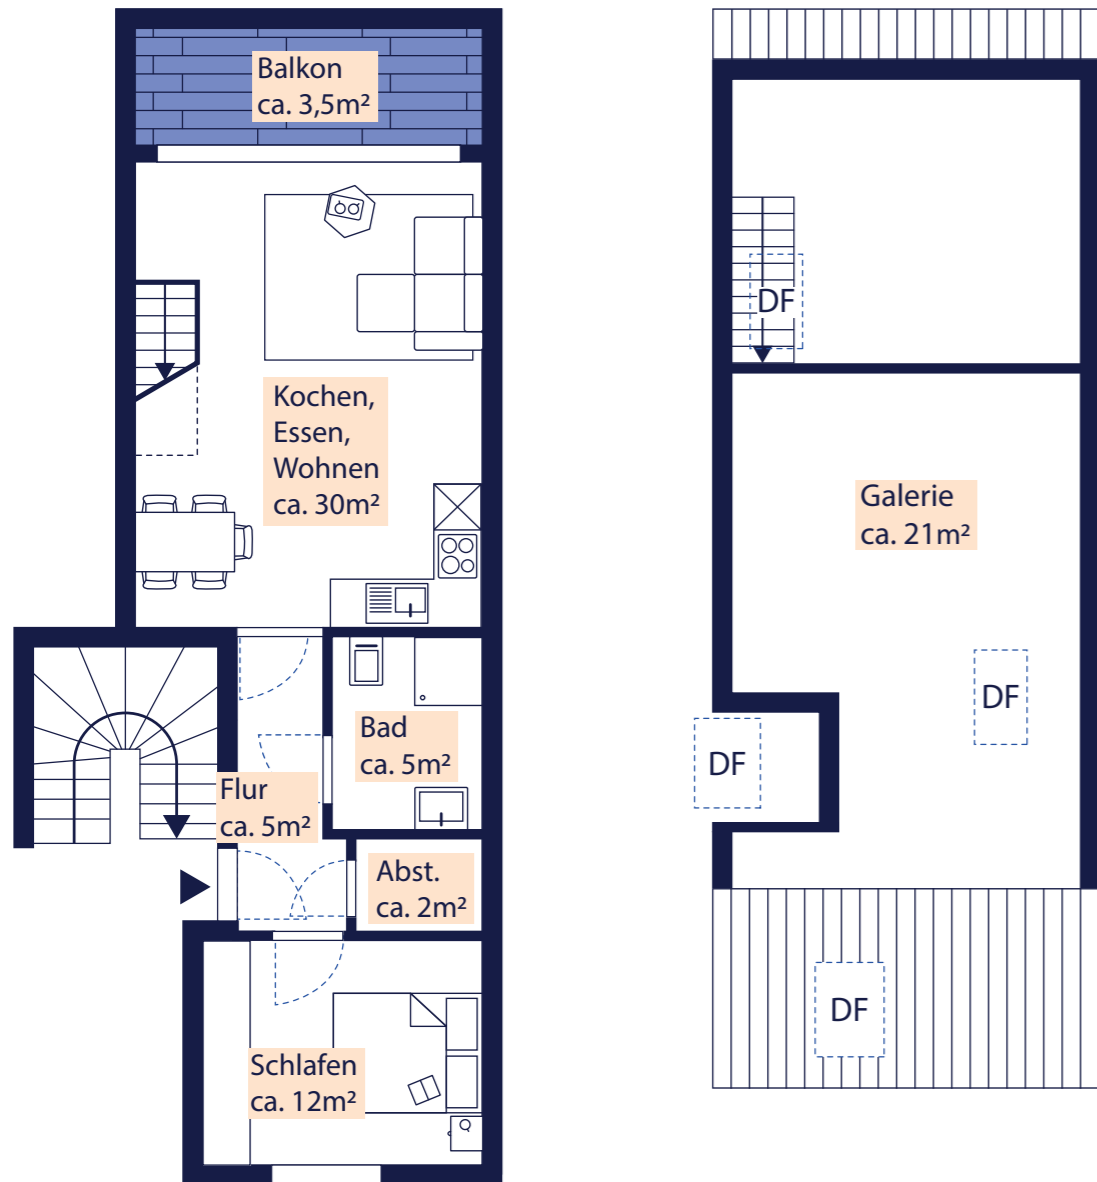 Balkon
ca. 3,5m²
Kochen,
Essen,
Wohnen
ca. 30m²
Bad
ca. 5m²
Flur
ca. 5m²
Abst.
ca. 2m²
Schlafen
ca. 12m²
DF
Galerie
ca. 21m²
DF
DF
DF